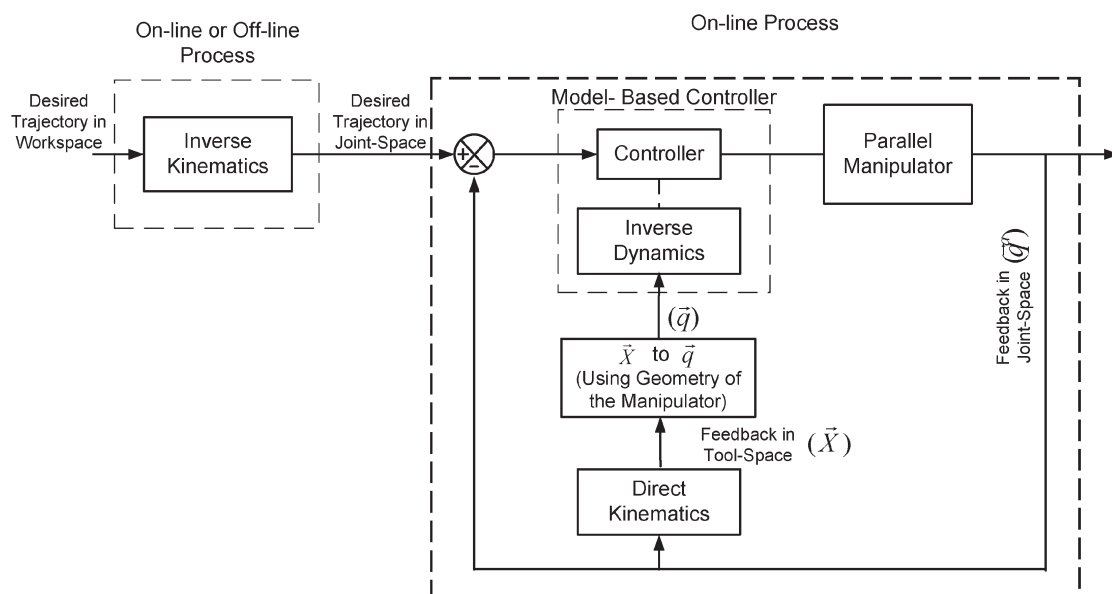 On-line or Off-line
Process
On-line Process
Desired
Trajectory in
Workspace
Inverse
Kinematics
Desired
Trajectory in
Joint-Space
+
−
Model- Based Controller
Controller
Inverse
Dynamics
Parallel
Manipulator
(q⃗)
X⃗ to q⃗
(Using Geometry of
the Manipulator)
Feedback in
Tool-Space (X⃗)
Direct
Kinematics
Feedback in
Joint-Space